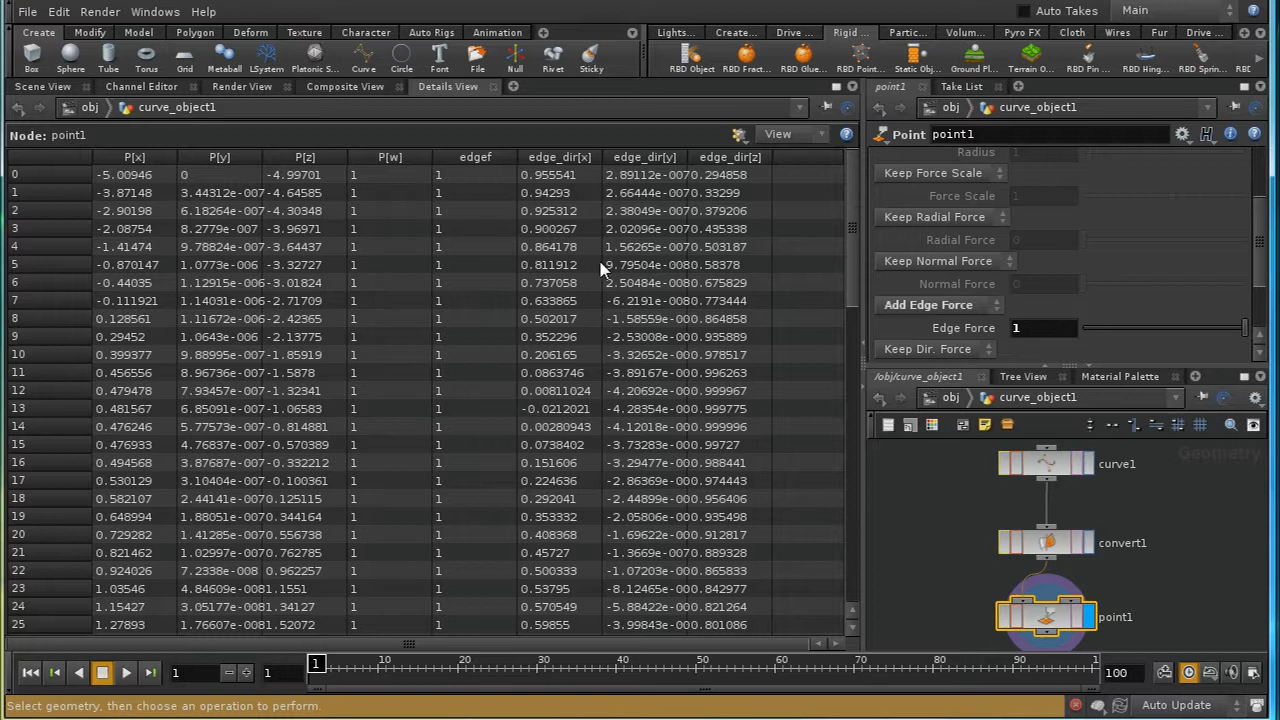 File Edit Render Windows Help Auto Takes Main
Create Modify Model Polygon Deform Texture Character Auto Rigs Animation Lights... Create... Drive ... Rigid ... Partic... Volum... Pyro FX Cloth Wires Fur Drive ...
Box Sphere Tube Torus Grid Metaball LSystem Platonic S... Curve Circle Font File Null Rivet Sticky RBD Object RBD Fract... RBD Glue... RBD Point... Static Obj... Ground Pl... Terrain O... RBD Pin ... RBD Hing... RBD Sprin... RBD
Scene View Channel Editor Render View Composite View Details View point1 Take List
obj curve_object1 obj curve_object1
Node: point1 View Point point1
P[x] P[y] P[z] P[w] edgef edge_dir[x] edge_dir[y] edge_dir[z]
0 -5.00946 0 -4.99701 1 1 0.955541 2.89112e-007 0.294858
1 -3.87148 3.44312e-007 -4.64585 1 1 0.94293 2.66444e-007 0.33299
2 -2.90198 6.18264e-007 -4.30348 1 1 0.925312 2.38049e-007 0.379206
3 -2.08754 8.2779e-007 -3.96971 1 1 0.900267 2.02096e-007 0.435338
4 -1.41474 9.78824e-007 -3.64437 1 1 0.864178 1.56265e-007 0.503187
5 -0.870147 1.0773e-006 -3.32727 1 1 0.811912 9.79504e-008 0.58378
6 -0.44035 1.12915e-006 -3.01824 1 1 0.737058 2.50484e-008 0.675829
7 -0.111921 1.14031e-006 -2.71709 1 1 0.633865 -6.2191e-008 0.773444
8 0.128561 1.11672e-006 -2.42365 1 1 0.502017 -1.58559e-000 0.864858
9 0.29452 1.0643e-006 -2.13775 1 1 0.352296 -2.53008e-000 0.935889
10 0.399377 9.88995e-007 -1.85919 1 1 0.206165 -3.32652e-000 0.978517
11 0.456556 8.96736e-007 -1.5878 1 1 0.0863746 -3.89167e-000 0.996263
12 0.479478 7.93457e-007 -1.32341 1 1 0.00811024 -4.20692e-000 0.999967
13 0.481567 6.85091e-007 -1.06583 1 1 -0.0212021 -4.28354e-000 0.999775
14 0.476246 5.77573e-007 -0.814881 1 1 0.00280943 -4.12018e-000 0.999996
15 0.476933 4.76837e-007 -0.570389 1 1 0.0738402 -3.73283e-000 0.99727
16 0.494568 3.87687e-007 -0.332212 1 1 0.151606 -3.29477e-000 0.988441
17 0.530129 3.10404e-007 -0.100361 1 1 0.224636 -2.86369e-000 0.974443
18 0.582107 2.44141e-007 0.125115 1 1 0.292041 -2.44899e-000 0.956406
19 0.648994 1.88051e-007 0.344164 1 1 0.353332 -2.05806e-000 0.935498
20 0.729282 1.41285e-007 0.556738 1 1 0.408368 -1.69622e-000 0.912817
21 0.821462 1.02997e-007 0.762785 1 1 0.45727 -1.3669e-007 0.889328
22 0.924026 7.2338e-008 0.962257 1 1 0.500333 -1.07203e-000 0.865833
23 1.03546 4.84609e-008 1.1551 1 1 0.53795 -8.12465e-000 0.842977
24 1.15427 3.05177e-008 1.34127 1 1 0.570549 -5.88422e-000 0.821264
25 1.27893 1.76607e-008 1.52072 1 1 0.59855 -3.99843e-000 0.801086
Radius 1
Keep Force Scale
Force Scale 1
Keep Radial Force
Radial Force 0
Keep Normal Force
Normal Force 0
Add Edge Force
Edge Force 1
Keep Dir. Force
/obj/curve_object1 Tree View Material Palette
obj curve_object1
Geometry
curve1
convert1
point1
1 1 1 10 20 30 40 50 60 70 80 90 1 100
Select geometry, then choose an operation to perform. Auto Update